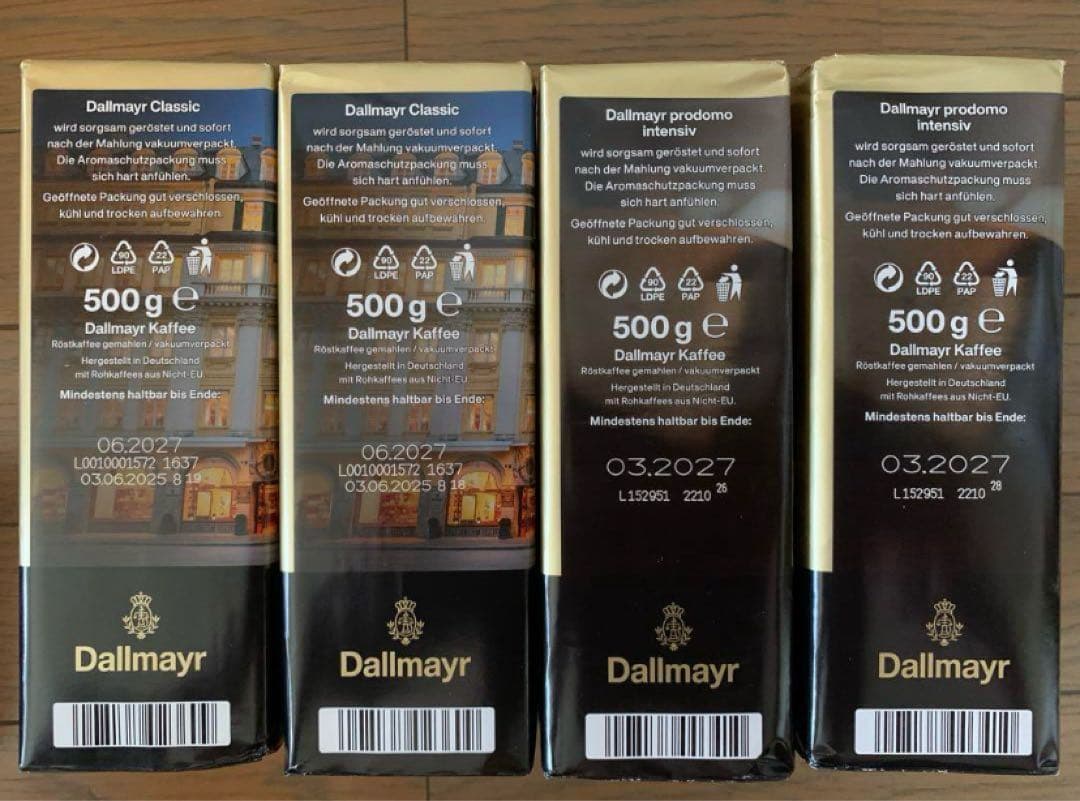 Dallmayr Classic
wird sorgsam geröstet und sofort
nach der Mahlung vakuumverpackt.
Die Aromaschutzpackung muss
sich hart anfühlen.
Geöffnete Packung gut verschlossen,
kühl und trocken aufbewahren.
90
LDPE
22
PAP
500 g ℮
Dallmayr Kaffee
Röstkaffee gemahlen / vakuumverpackt
Hergestellt in Deutschland
mit Rohkaffees aus Nicht-EU.
Mindestens haltbar bis Ende:
06.2027
L0010001572 1637
03.06.2025 8 19
Dallmayr
Dallmayr Classic
wird sorgsam geröstet und sofort
nach der Mahlung vakuumverpackt.
Die Aromaschutzpackung muss
sich hart anfühlen.
Geöffnete Packung gut verschlossen,
kühl und trocken aufbewahren.
90
LDPE
22
PAP
500 g ℮
Dallmayr Kaffee
Röstkaffee gemahlen / vakuumverpackt
Hergestellt in Deutschland
mit Rohkaffees aus Nicht-EU.
Mindestens haltbar bis Ende:
06.2027
L0010001572 1637
03.06.2025 8 18
Dallmayr
Dallmayr prodomo
intensiv
wird sorgsam geröstet und sofort
nach der Mahlung vakuumverpackt.
Die Aromaschutzpackung muss
sich hart anfühlen.
Geöffnete Packung gut verschlossen,
kühl und trocken aufbewahren.
90
LDPE
22
PAP
500 g ℮
Dallmayr Kaffee
Röstkaffee gemahlen / vakuumverpackt
Hergestellt in Deutschland
mit Rohkaffees aus Nicht-EU.
Mindestens haltbar bis Ende:
03.2027
L152951 2210 26
Dallmayr
Dallmayr prodomo
intensiv
wird sorgsam geröstet und sofort
nach der Mahlung vakuumverpackt.
Die Aromaschutzpackung muss
sich hart anfühlen.
Geöffnete Packung gut verschlossen,
kühl und trocken aufbewahren.
90
LDPE
22
PAP
500 g ℮
Dallmayr Kaffee
Röstkaffee gemahlen / vakuumverpackt
Hergestellt in Deutschland
mit Rohkaffees aus Nicht-EU.
Mindestens haltbar bis Ende:
03.2027
L152951 2210 28
Dallmayr